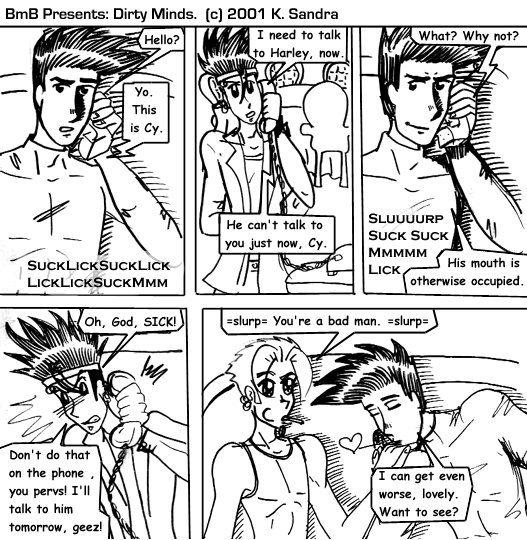 BmB Presents: Dirty Minds. (c) 2001 K. Sandra
Hello?
Yo.
This
is Cy.
SuckLickSuckLick
LickLickSuckMmm
I need to talk
to Harley, now.
He can't talk to
you just now, Cy.
What? Why not?
Sluuuurp
Suck Suck
Mmmmm
Lick
His mouth is
otherwise occupied.
Oh, God, SICK!
Don't do that
on the phone ,
you pervs! I'll
talk to him
tomorrow, geez!
=slurp= You're a bad man. =slurp=
I can get even
worse, lovely.
Want to see?